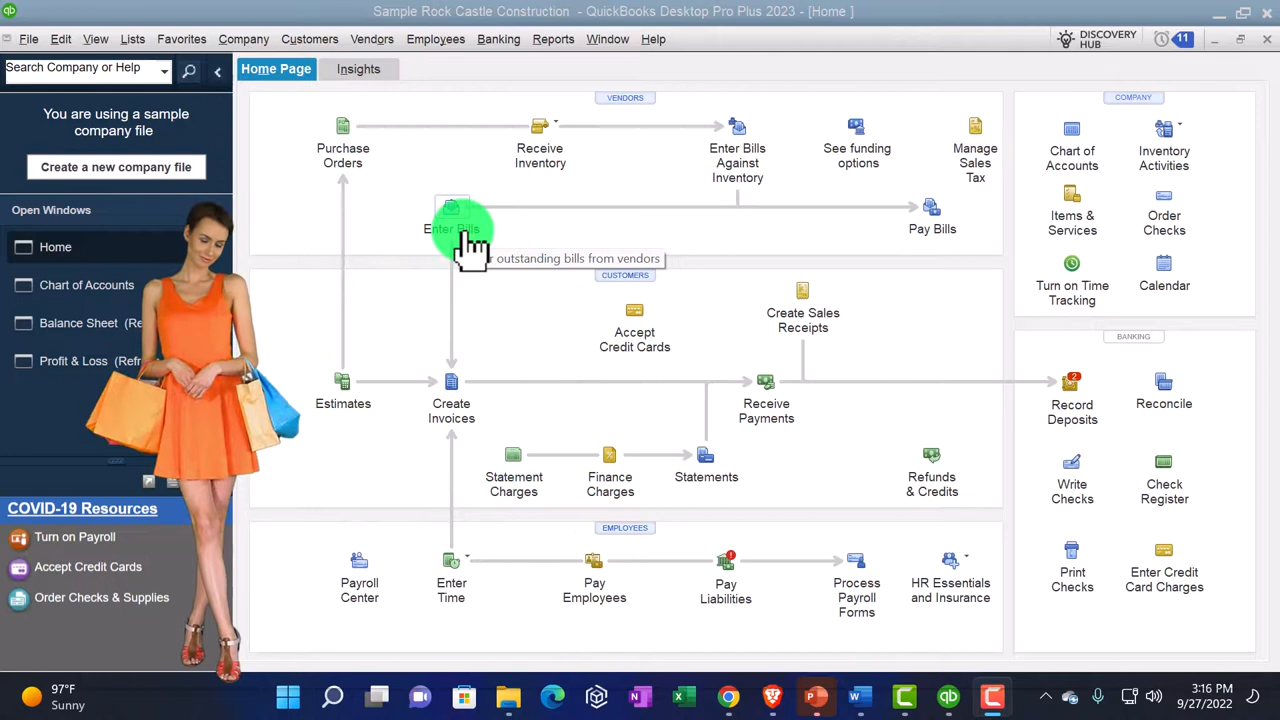 Sample Rock Castle Construction - QuickBooks Desktop Pro Plus 2023 - [Home ]
File Edit View Lists Favorites Company Customers Vendors Employees Banking Reports Window Help
DISCOVERY
HUB
11
Search Company or Help
Home Page
Insights
You are using a sample
company file
Create a new company file
Open Windows
Home
Chart of Accounts
Balance Sheet (Re
Profit & Loss (Refr
COVID-19 Resources
Turn on Payroll
Accept Credit Cards
Order Checks & Supplies
VENDORS
Purchase
Orders
Receive
Inventory
Enter Bills
Against
Inventory
See funding
options
Manage
Sales
Tax
Enter Bills
Pay Bills
outstanding bills from vendors
CUSTOMERS
Accept
Credit Cards
Create Sales
Receipts
Estimates
Create
Invoices
Receive
Payments
Statement
Charges
Finance
Charges
Statements
Refunds
& Credits
EMPLOYEES
Payroll
Center
Enter
Time
Pay
Employees
Pay
Liabilities
Process
Payroll
Forms
HR Essentials
and Insurance
COMPANY
Chart of
Accounts
Inventory
Activities
Items &
Services
Order
Checks
Turn on Time
Tracking
Calendar
BANKING
2
Record
Deposits
Reconcile
Write
Checks
Check
Register
Print
Checks
Enter Credit
Card Charges
97°F
Sunny
3:16 PM
9/27/2022